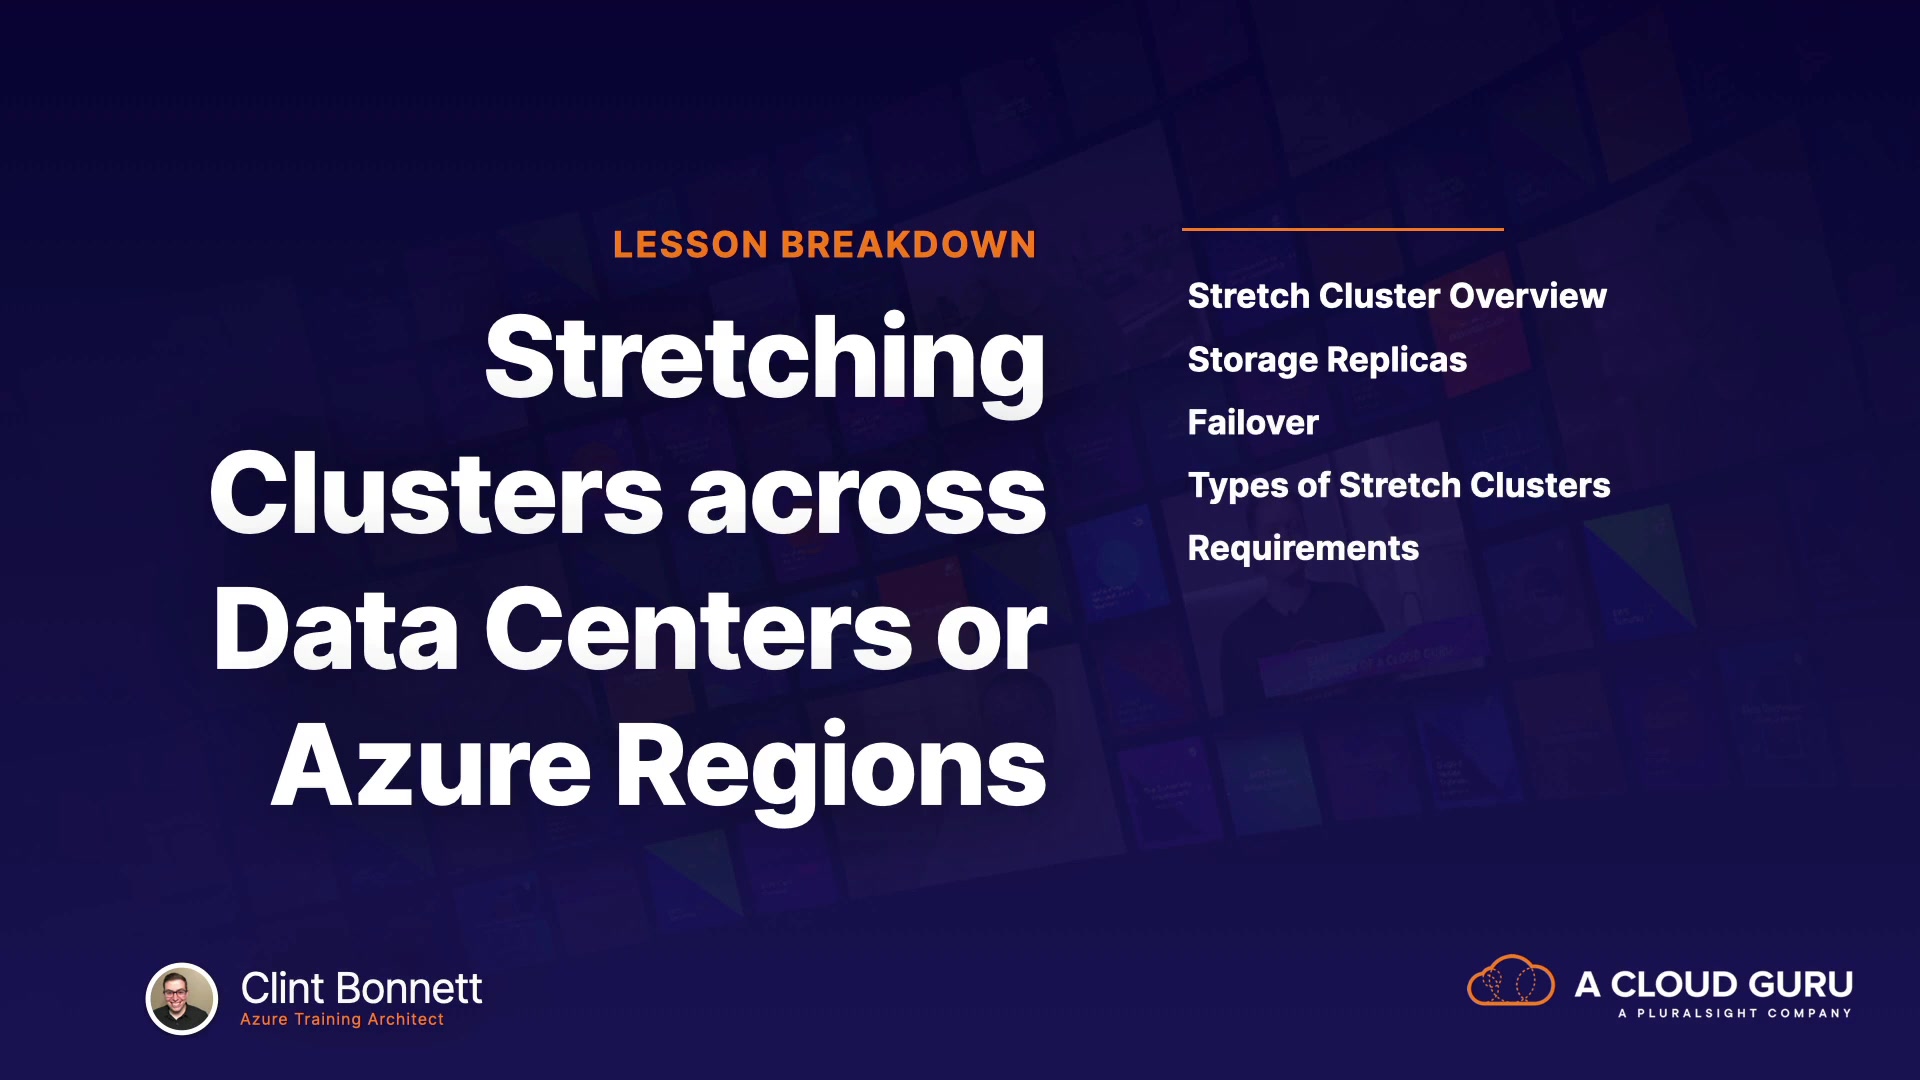 LESSON BREAKDOWN
Stretching
Clusters across
Data Centers or
Azure Regions
Stretch Cluster Overview
Storage Replicas
Failover
Types of Stretch Clusters
Requirements
Clint Bonnett
Azure Training Architect
A CLOUD GURU
A PLURALSIGHT COMPANY